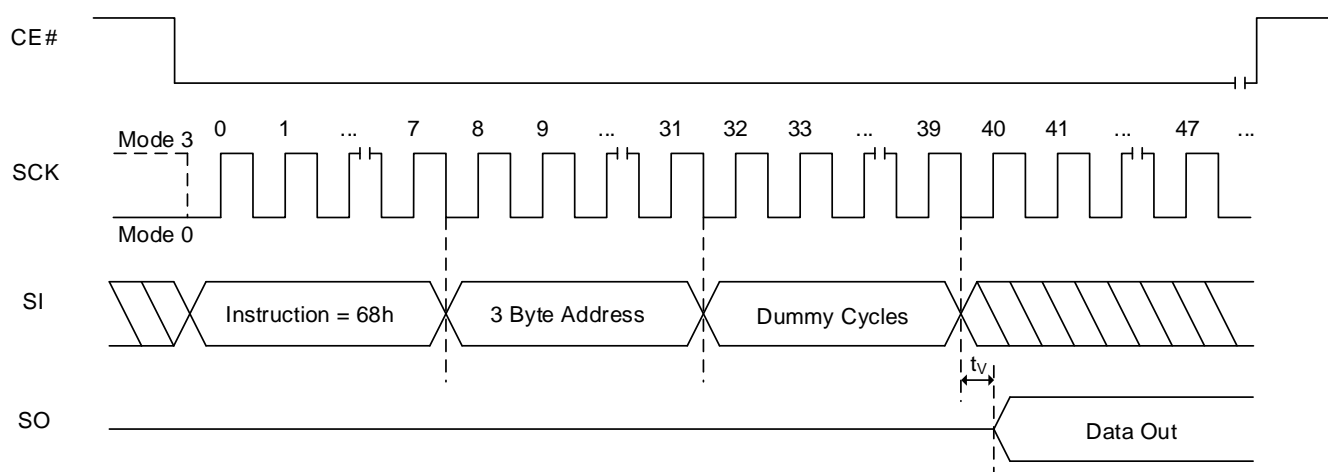 CE#
SCK
Mode 3
0 1 ... 7 8 9 ... 31 32 33 ... 39 40 41 ... 47 ...
Mode 0
SI
Instruction = 68h
3 Byte Address
Dummy Cycles
tV
SO
Data Out